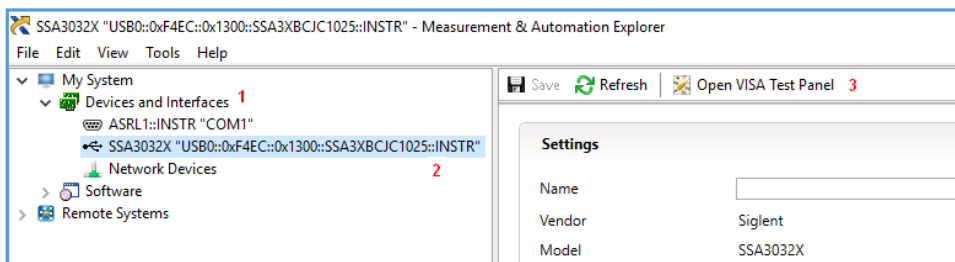 SSA3032X "USB0::0xF4EC::0x1300::SSA3XBCJC1025::INSTR" - Measurement & Automation Explorer
File Edit View Tools Help
My System
Devices and Interfaces 1
ASRL1::INSTR "COM1"
SSA3032X "USB0::0xF4EC::0x1300::SSA3XBCJC1025::INSTR"
Network Devices 2
Software
Remote Systems
Save Refresh Open VISA Test Panel 3
Settings
Name
Vendor Siglent
Model SSA3032X